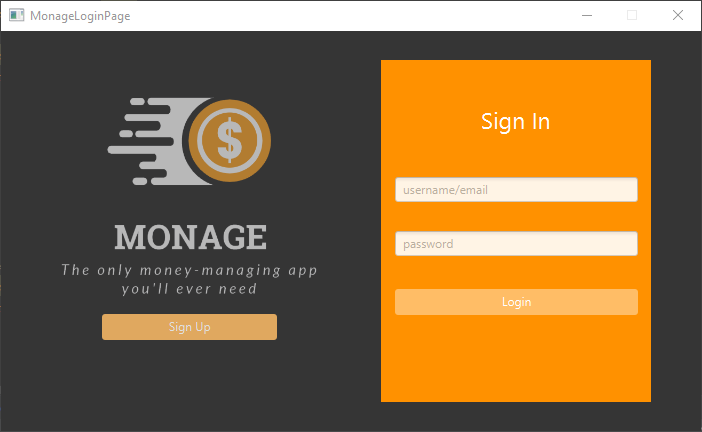 MonageLoginPage
$
MONAGE
The only money-managing app
you'll ever need
Sign Up
Sign In
username/email
password
Login